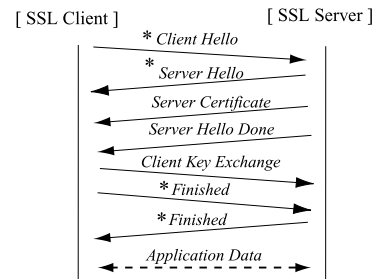 [ SSL Client ] [ SSL Server ]
* Client Hello
* Server Hello
Server Certificate
Server Hello Done
Client Key Exchange
* Finished
* Finished
Application Data